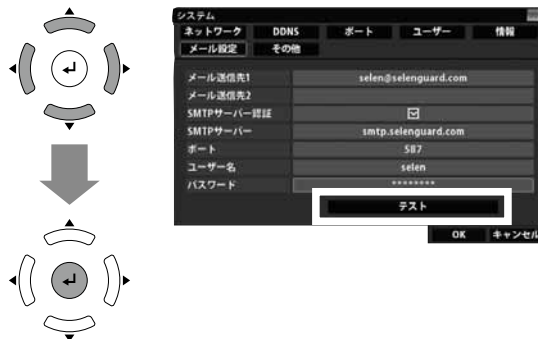 システム
ネットワーク DDNS ポート ユーザー 情報
メール設定 その他
メール送信先1 selen@selenguard.com
メール送信先2
SMTPサーバー認証
SMTPサーバー smtp.selenguard.com
ポート 587
ユーザー名 selen
パスワード ********
テスト
OK キャンセル